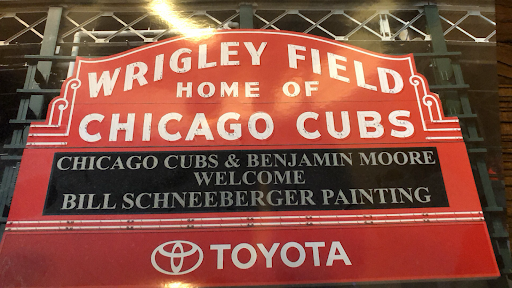 WRIGLEY FIELD
HOME OF
CHICAGO CUBS
CHICAGO CUBS & BENJAMIN MOORE
WELCOME
BILL SCHNEEBERGER PAINTING
TOYOTA